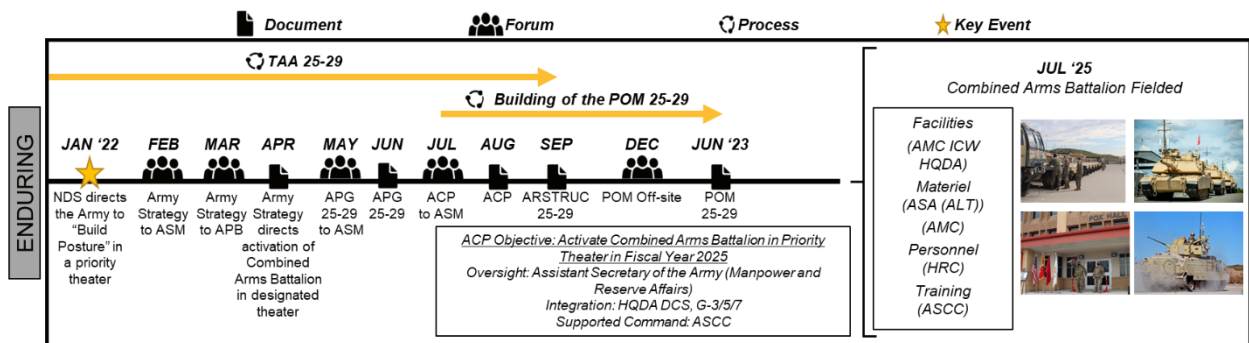 Document
Forum
Process
Key Event
ENDURING
TAA 25-29
Building of the POM 25-29
JAN ‘22
FEB
MAR
APR
MAY
JUN
JUL
AUG
SEP
DEC
JUN ‘23
NDS directs
the Army to
“Build
Posture” in
a priority
theater
Army
Strategy
to ASM
Army
Strategy
to APB
Army
Strategy
directs
activation of
Combined
Arms Battalion
in designated
theater
APG
25-29
to ASM
APG
25-29
ACP
to ASM
ACP
ARSTRUC
25-29
POM Off-site
POM
25-29
ACP Objective: Activate Combined Arms Battalion in Priority
Theater in Fiscal Year 2025
Oversight: Assistant Secretary of the Army (Manpower and
Reserve Affairs)
Integration: HQDA DCS, G-3/5/7
Supported Command: ASCC
JUL ‘25
Combined Arms Battalion Fielded
Facilities
(AMC ICW
HQDA)
Materiel
(ASA (ALT))
(AMC)
Personnel
(HRC)
Training
(ASCC)
FOX HALL